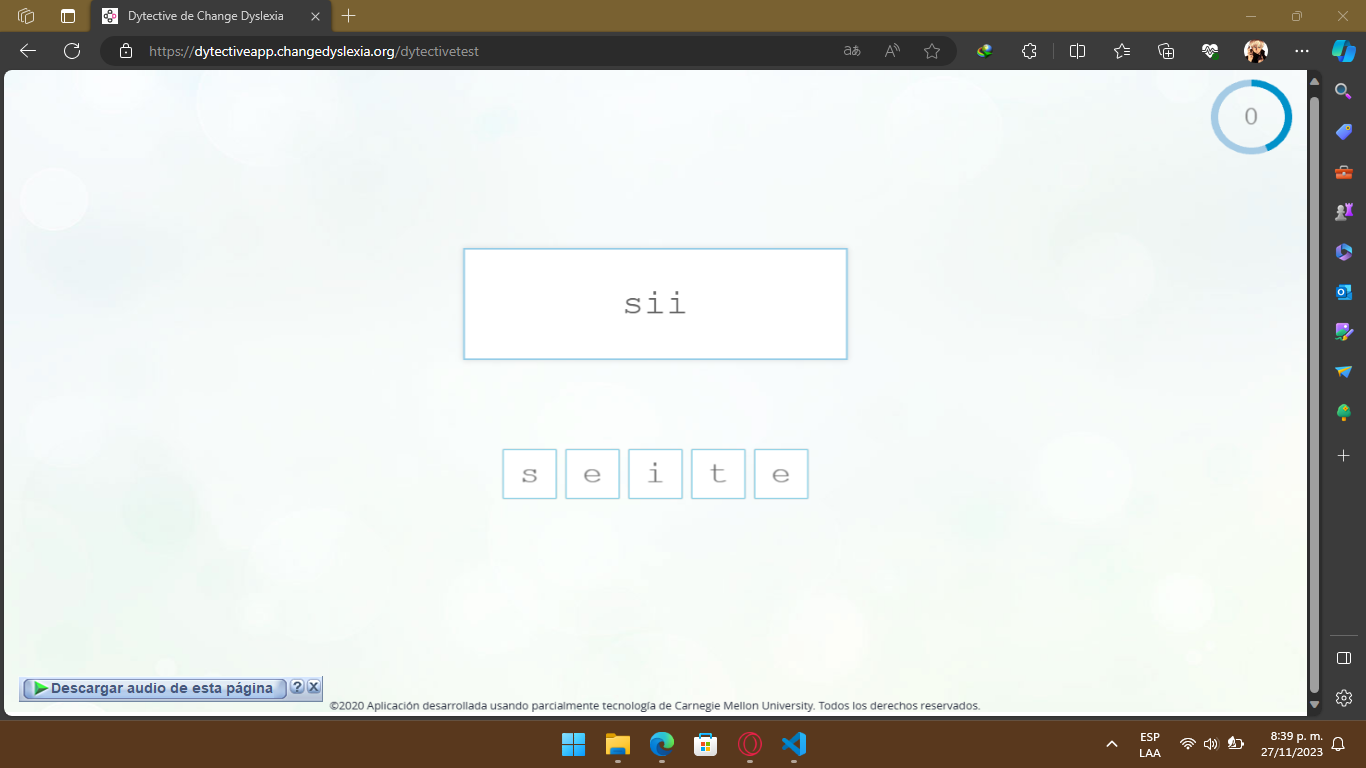 Dytective de Change Dyslexia
https://dytectiveapp.changedyslexia.org/dytectivetest
0
sii
s e i t e
Descargar audio de esta página ? X
©2020 Aplicación desarrollada usando parcialmente tecnología de Carnegie Mellon University. Todos los derechos reservados.
ESP 8:39 p. m.
LAA 27/11/2023